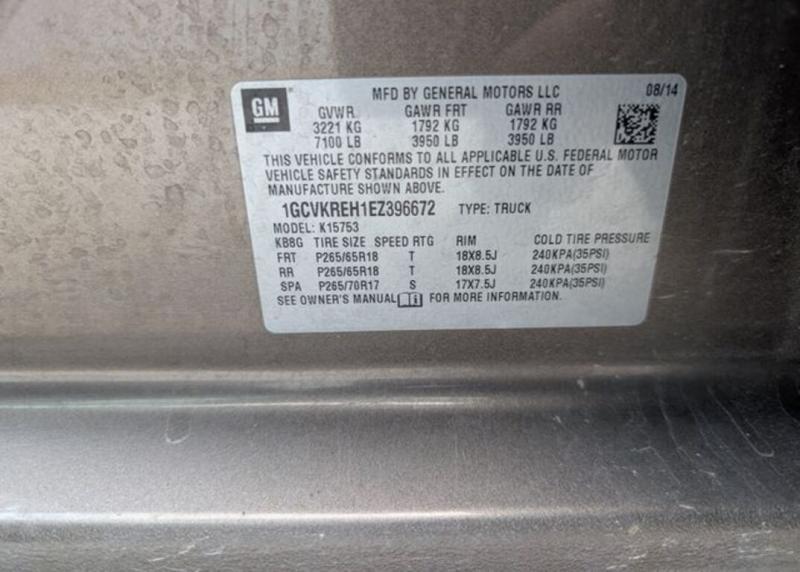 GM
MFD BY GENERAL MOTORS LLC 08/14
GVWR GAWR FRT GAWR RR
3221 KG 1792 KG 1792 KG
7100 LB 3950 LB 3950 LB
THIS VEHICLE CONFORMS TO ALL APPLICABLE U.S. FEDERAL MOTOR
VEHICLE SAFETY STANDARDS IN EFFECT ON THE DATE OF
MANUFACTURE SHOWN ABOVE.
1GCVKREH1EZ396672 TYPE: TRUCK
MODEL: K15753
KB8G TIRE SIZE SPEED RTG RIM COLD TIRE PRESSURE
FRT P265/65R18 T 18X8.5J 240KPA(35PSI)
RR P265/65R18 T 18X8.5J 240KPA(35PSI)
SPA P265/70R17 S 17X7.5J 240KPA(35PSI)
SEE OWNER'S MANUAL FOR MORE INFORMATION.